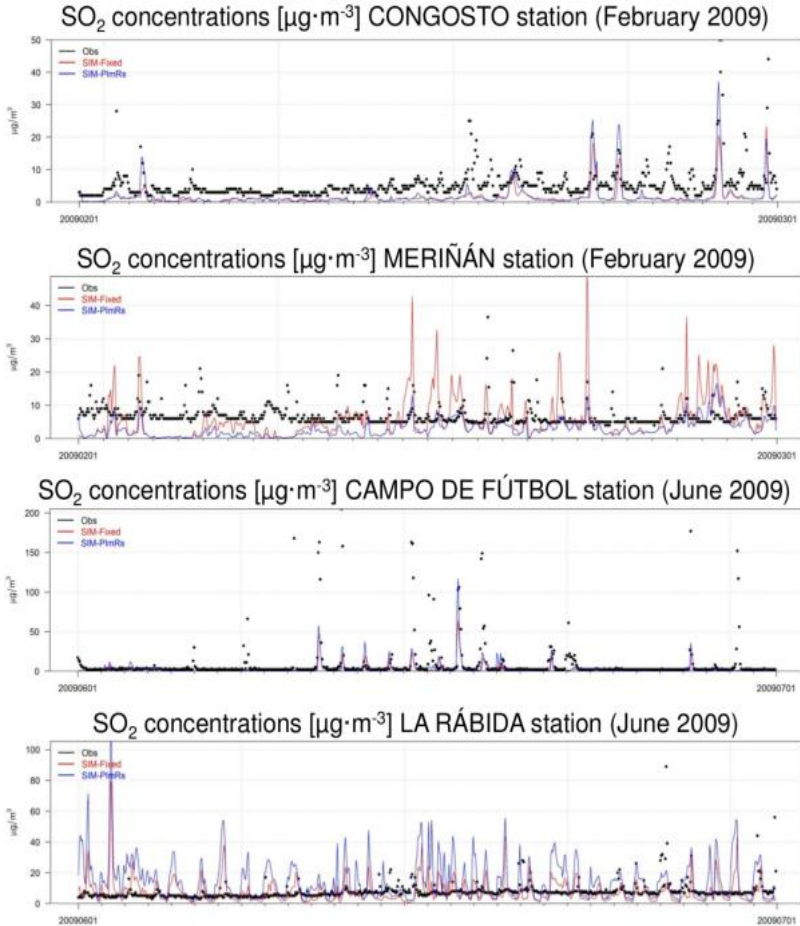 SO₂ concentrations [µg·m⁻³] CONGOSTO station (February 2009)
50
40
30
20
10
0
µg/m³
Obs
SIM-Fixed
SIM-PlmRs
20090201
20090301
SO₂ concentrations [µg·m⁻³] MERIÑÁN station (February 2009)
40
30
20
10
0
µg/m³
Obs
SIM-Fixed
SIM-PlmRs
20090201
20090301
SO₂ concentrations [µg·m⁻³] CAMPO DE FÚTBOL station (June 2009)
200
150
100
50
0
µg/m³
Obs
SIM-Fixed
SIM-PlmRs
20090601
20090701
SO₂ concentrations [µg·m⁻³] LA RÁBIDA station (June 2009)
100
80
60
40
20
0
µg/m³
Obs
SIM-Fixed
SIM-PlmRs
20090601
20090701